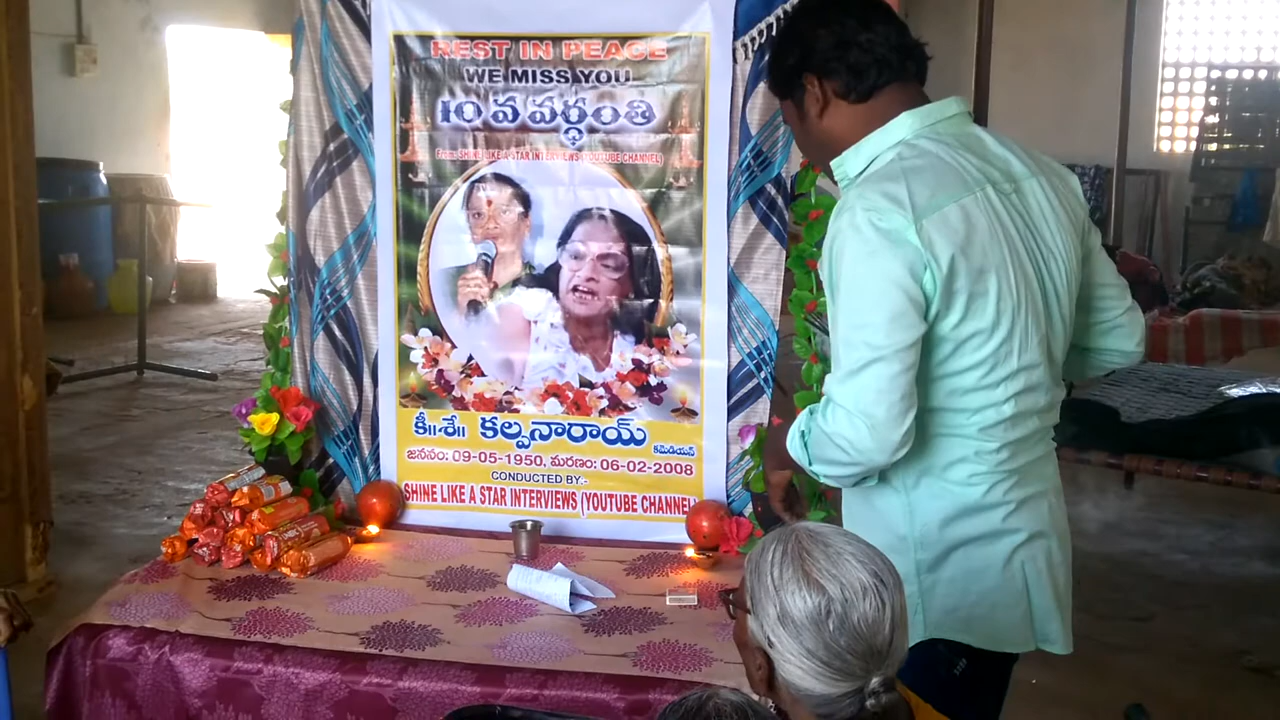 REST IN PEACE
WE MISS YOU
10 వ వర్ధంతి
From: SHINE LIKE A STAR INTERVIEWS (YOUTUBE CHANNEL)
కీ॥శే॥ కల్పనారాయ్ కమెడియన్
జననం: 09-05-1950, మరణం: 06-02-2008
CONDUCTED BY:-
SHINE LIKE A STAR INTERVIEWS (YOUTUBE CHANNEL)